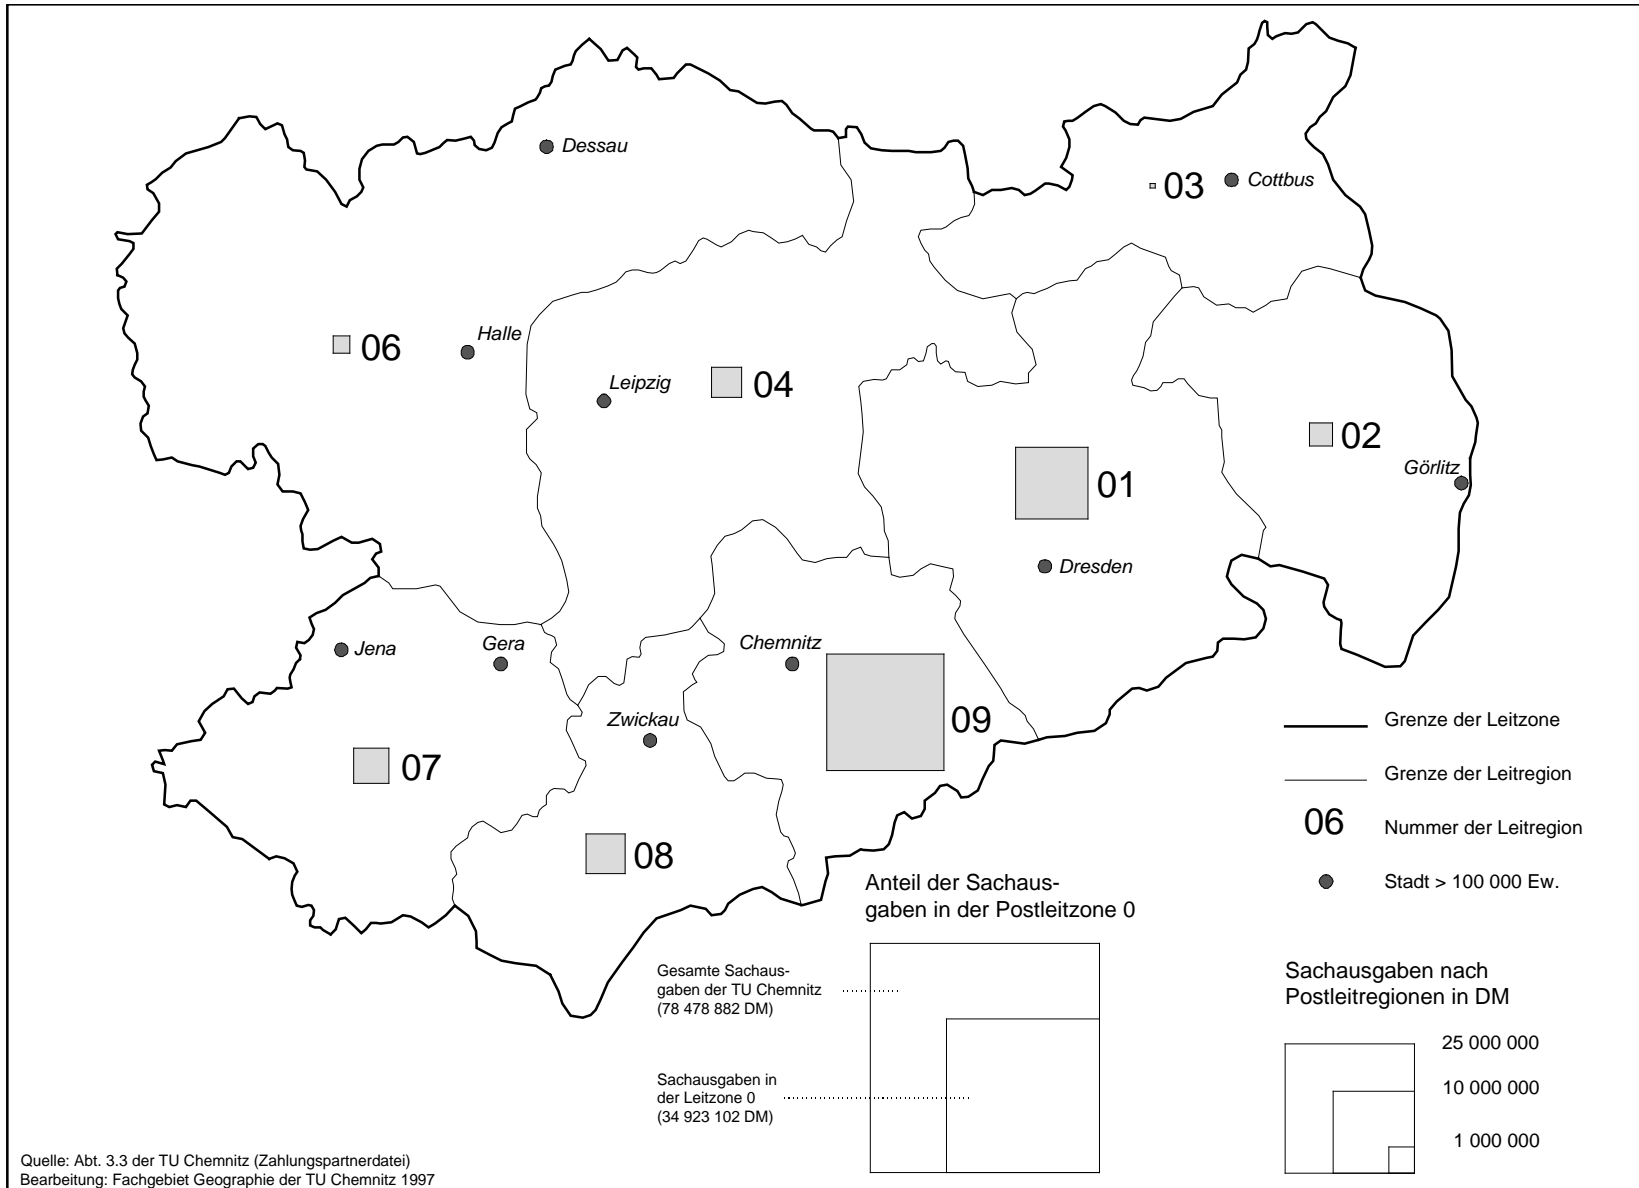 Dessau
03
Cottbus
Halle
06
Leipzig
04
02
Görlitz
01
Dresden
Jena
Gera
Chemnitz
Zwickau
09
07
08
Grenze der Leitzone
Grenze der Leitregion
06
Nummer der Leitregion
Stadt > 100 000 Ew.
Anteil der Sachaus-
gaben in der Postleitzone 0
Gesamte Sachaus-
gaben der TU Chemnitz
(78 478 882 DM)
Sachausgaben in
der Leitzone 0
(34 923 102 DM)
Sachausgaben nach
Postleitregionen in DM
25 000 000
10 000 000
1 000 000
Quelle: Abt. 3.3 der TU Chemnitz (Zahlungspartnerdatei)
Bearbeitung: Fachgebiet Geographie der TU Chemnitz 1997